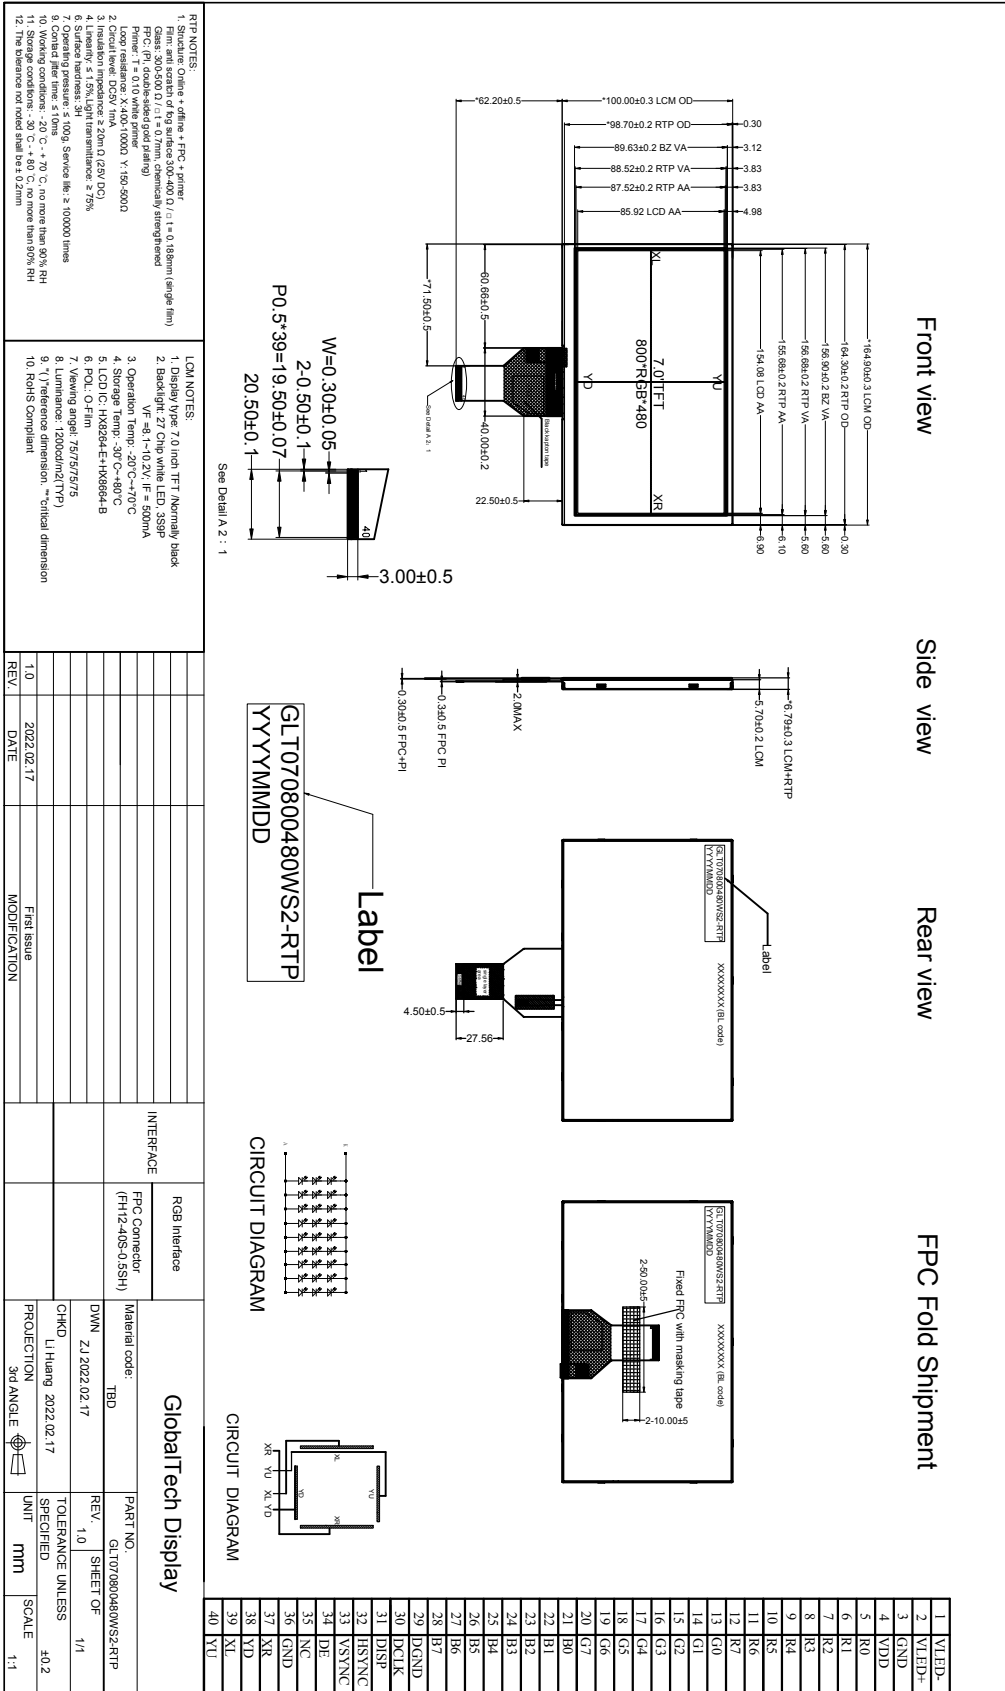 Front view
Side view
Rear view
FPC Fold Shipment
*164.90±0.3 LCM OD
164.30±0.2 RTP OD
0.30
156.90±0.2 BZ VA
5.60
156.68±0.2 RTP VA
5.60
155.68±0.2 RTP AA
6.10
154.08 LCD AA
6.90
*100.00±0.3 LCM OD
*98.70±0.2 RTP OD
0.30
89.63±0.2 BZ VA
3.12
88.52±0.2 RTP VA
3.83
87.52±0.2 RTP AA
3.83
85.92 LCD AA
4.98
*62.20±0.5
XL
YU
7.0'TFT
800*RGB*480
YD
XR
60.66±0.5
*71.50±0.5
40.00±0.2
Black kapton tape
22.50±0.5
See Detail A 2: 1
W=0.30±0.05
2-0.50±0.1
P0.5*39=19.50±0.07
20.50±0.1
40
3.00±0.5
See Detail A 2 : 1
*6.79±0.3 LCM+RTP
5.70±0.2 LCM
2.0MAX
0.3±0.5 FPC PI
0.30±0.5 FPC+PI
Label
GLT070800480WS2-RTP
YYYYMMDD
GLT070800480WS2-RTP
YYYYMMDD
XXXXXXXX (BL code)
Label
4.50±0.5
27.56
GLT070800480WS2-RTP
YYYYMMDD
XXXXXXXX (BL code)
Fixed FPC with masking tape
2-50.00±5
2-10.00±5
CIRCUIT DIAGRAM
XL
YU
YD
XR
XR YU XL YD
CIRCUIT DIAGRAM
1 VLED-
2 VLED+
3 GND
4 VDD
5 R0
6 R1
7 R2
8 R3
9 R4
10 R5
11 R6
12 R7
13 G0
14 G1
15 G2
16 G3
17 G4
18 G5
19 G6
20 G7
21 B0
22 B1
23 B2
24 B3
25 B4
26 B5
27 B6
28 B7
29 DGND
30 DCLK
31 DISP
32 HSYNC
33 VSYNC
34 DE
35 NC
36 GND
37 XR
38 YD
39 XL
40 YU
RTP NOTES:
1. Structure: Online + offline + FPC + primer
Film: anti scratch of fog surface 300-400 Ω / □ t = 0.188mm (single film)
Glass: 300-500 Ω / □ t = 0.7mm, chemically strengthened
FPC: (PI, double-sided gold plating)
Primer: T = 0.10 white primer
Loop resistance: X:400-1000Ω Y:150-500Ω
2. Circuit level: DC5V 1mA
3. Insulation impedance: ≥ 20m Ω (25V DC)
4. Linearity: ≤ 1.5%,Light transmittance: ≥ 75%
6. Surface hardness: 3H
7. Operating pressure: ≤ 100g, Service life: ≥ 100000 times
9. Contact jitter time: ≤ 10ms
10. Working conditions: - 20 °C - + 70 °C, no more than 90% RH
11. Storage conditions: - 30 °C - + 80 °C, no more than 90% RH
12. The tolerance not noted shall be ± 0.2mm
LCM NOTES:
1. Display type: 7.0 inch TFT /Normally black
2. Backlight: 27 Chip white LED, 3S9P
VF =8.1~10.2V; IF = 500mA
3. Operation Temp: -20°C~+70°C
4. Storage Temp: -30°C~+80°C
5. LCD IC: HX8264-E+HX8664-B
6. POL: O-Film
7. Viewing angel: 75/75/75/75
8. Luminance: 1200cd/m2(TYP)
9. "( )"reference dimension. "*"critical dimension
10. RoHS Compliant
1.0 2022.02.17 First issue
REV. DATE MODIFICATION
INTERFACE
RGB Interface
FPC Connector
(FH12-40S-0.5SH)
GlobalTech Display
Material code:
TBD
PART NO.
GLT070800480WS2-RTP
DWN ZJ 2022.02.17
REV. 1.0
SHEET OF 1/1
CHKD
Li Huang 2022.02.17
TOLERANCE UNLESS
SPECIFIED ±0.2
PROJECTION
3rd ANGLE
UNIT mm
SCALE 1:1